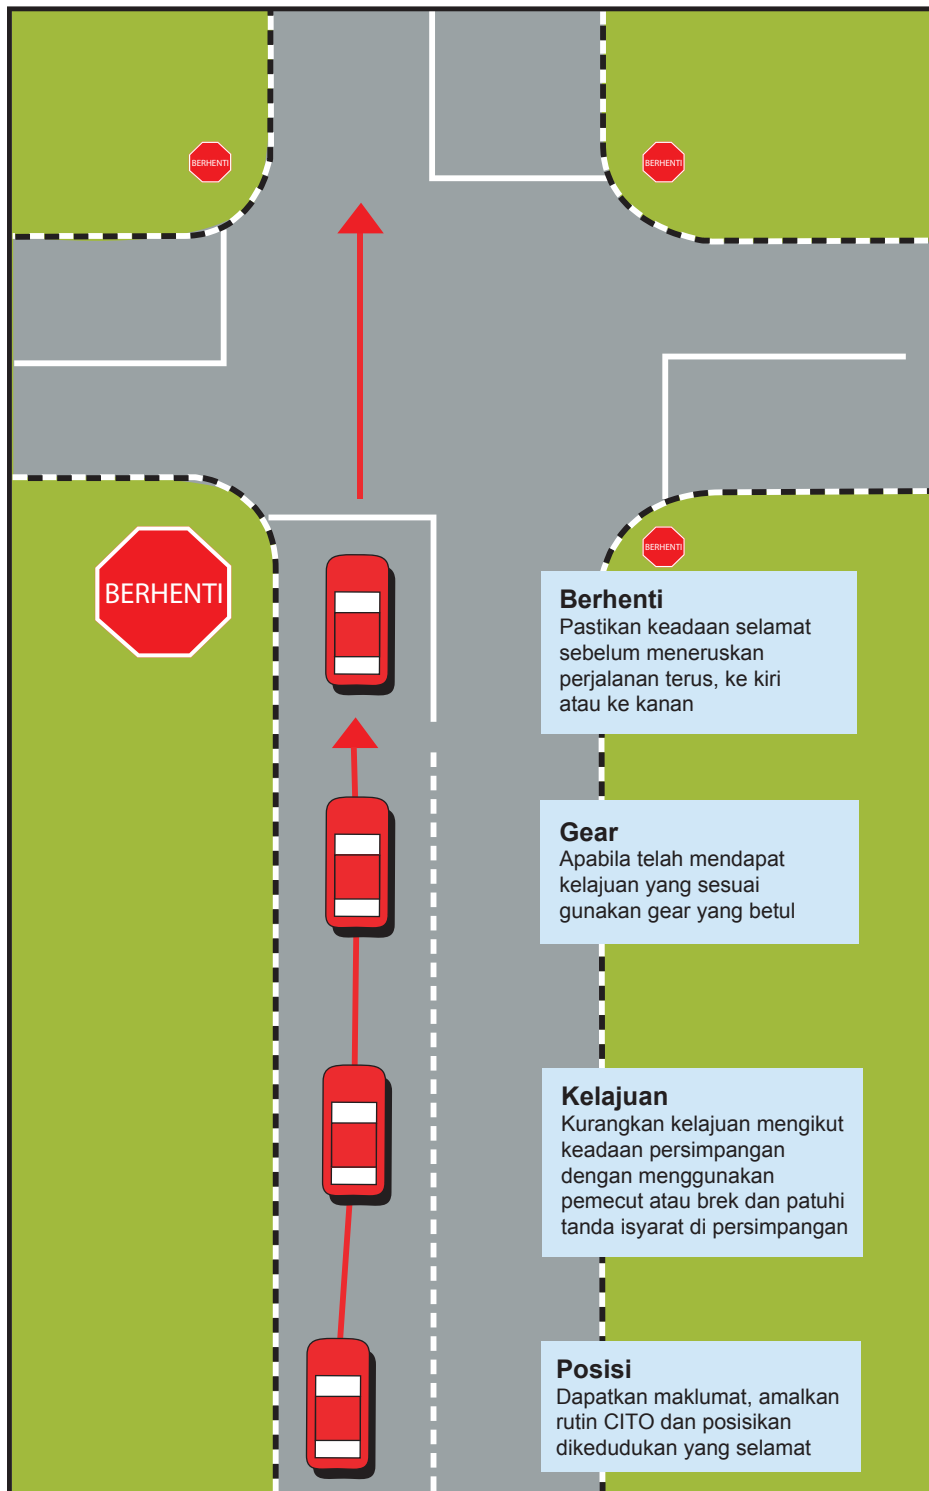 BERHENTI
BERHENTI
BERHENTI
BERHENTI
Berhenti
Pastikan keadaan selamat
sebelum meneruskan
perjalanan terus, ke kiri
atau ke kanan
Gear
Apabila telah mendapat
kelajuan yang sesuai
gunakan gear yang betul
Kelajuan
Kurangkan kelajuan mengikut
keadaan persimpangan
dengan menggunakan
pemecut atau brek dan patuhi
tanda isyarat di persimpangan
Posisi
Dapatkan maklumat, amalkan
rutin CITO dan posisikan
dikedudukan yang selamat